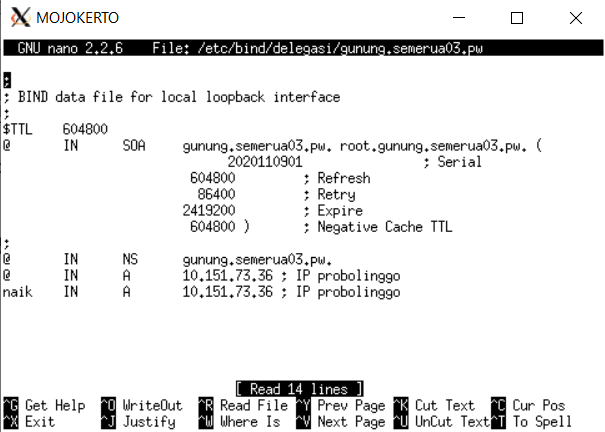 MOJOKERTO
GNU nano 2.2.6 File: /etc/bind/delegasi/gunung.semerua03.pw
;
; BIND data file for local loopback interface
;
$TTL 604800
@ IN SOA gunung.semerua03.pw. root.gunung.semerua03.pw. (
2020110901 ; Serial
604800 ; Refresh
86400 ; Retry
2419200 ; Expire
604800 ) ; Negative Cache TTL
;
@ IN NS gunung.semerua03.pw.
@ IN A 10.151.73.36 ; IP probolinggo
naik IN A 10.151.73.36 ; IP probolinggo
[ Read 14 lines ]
^G Get Help ^O WriteOut ^R Read File ^Y Prev Page ^K Cut Text ^C Cur Pos
^X Exit ^J Justify ^W Where Is ^V Next Page ^U UnCut Text ^T To Spell